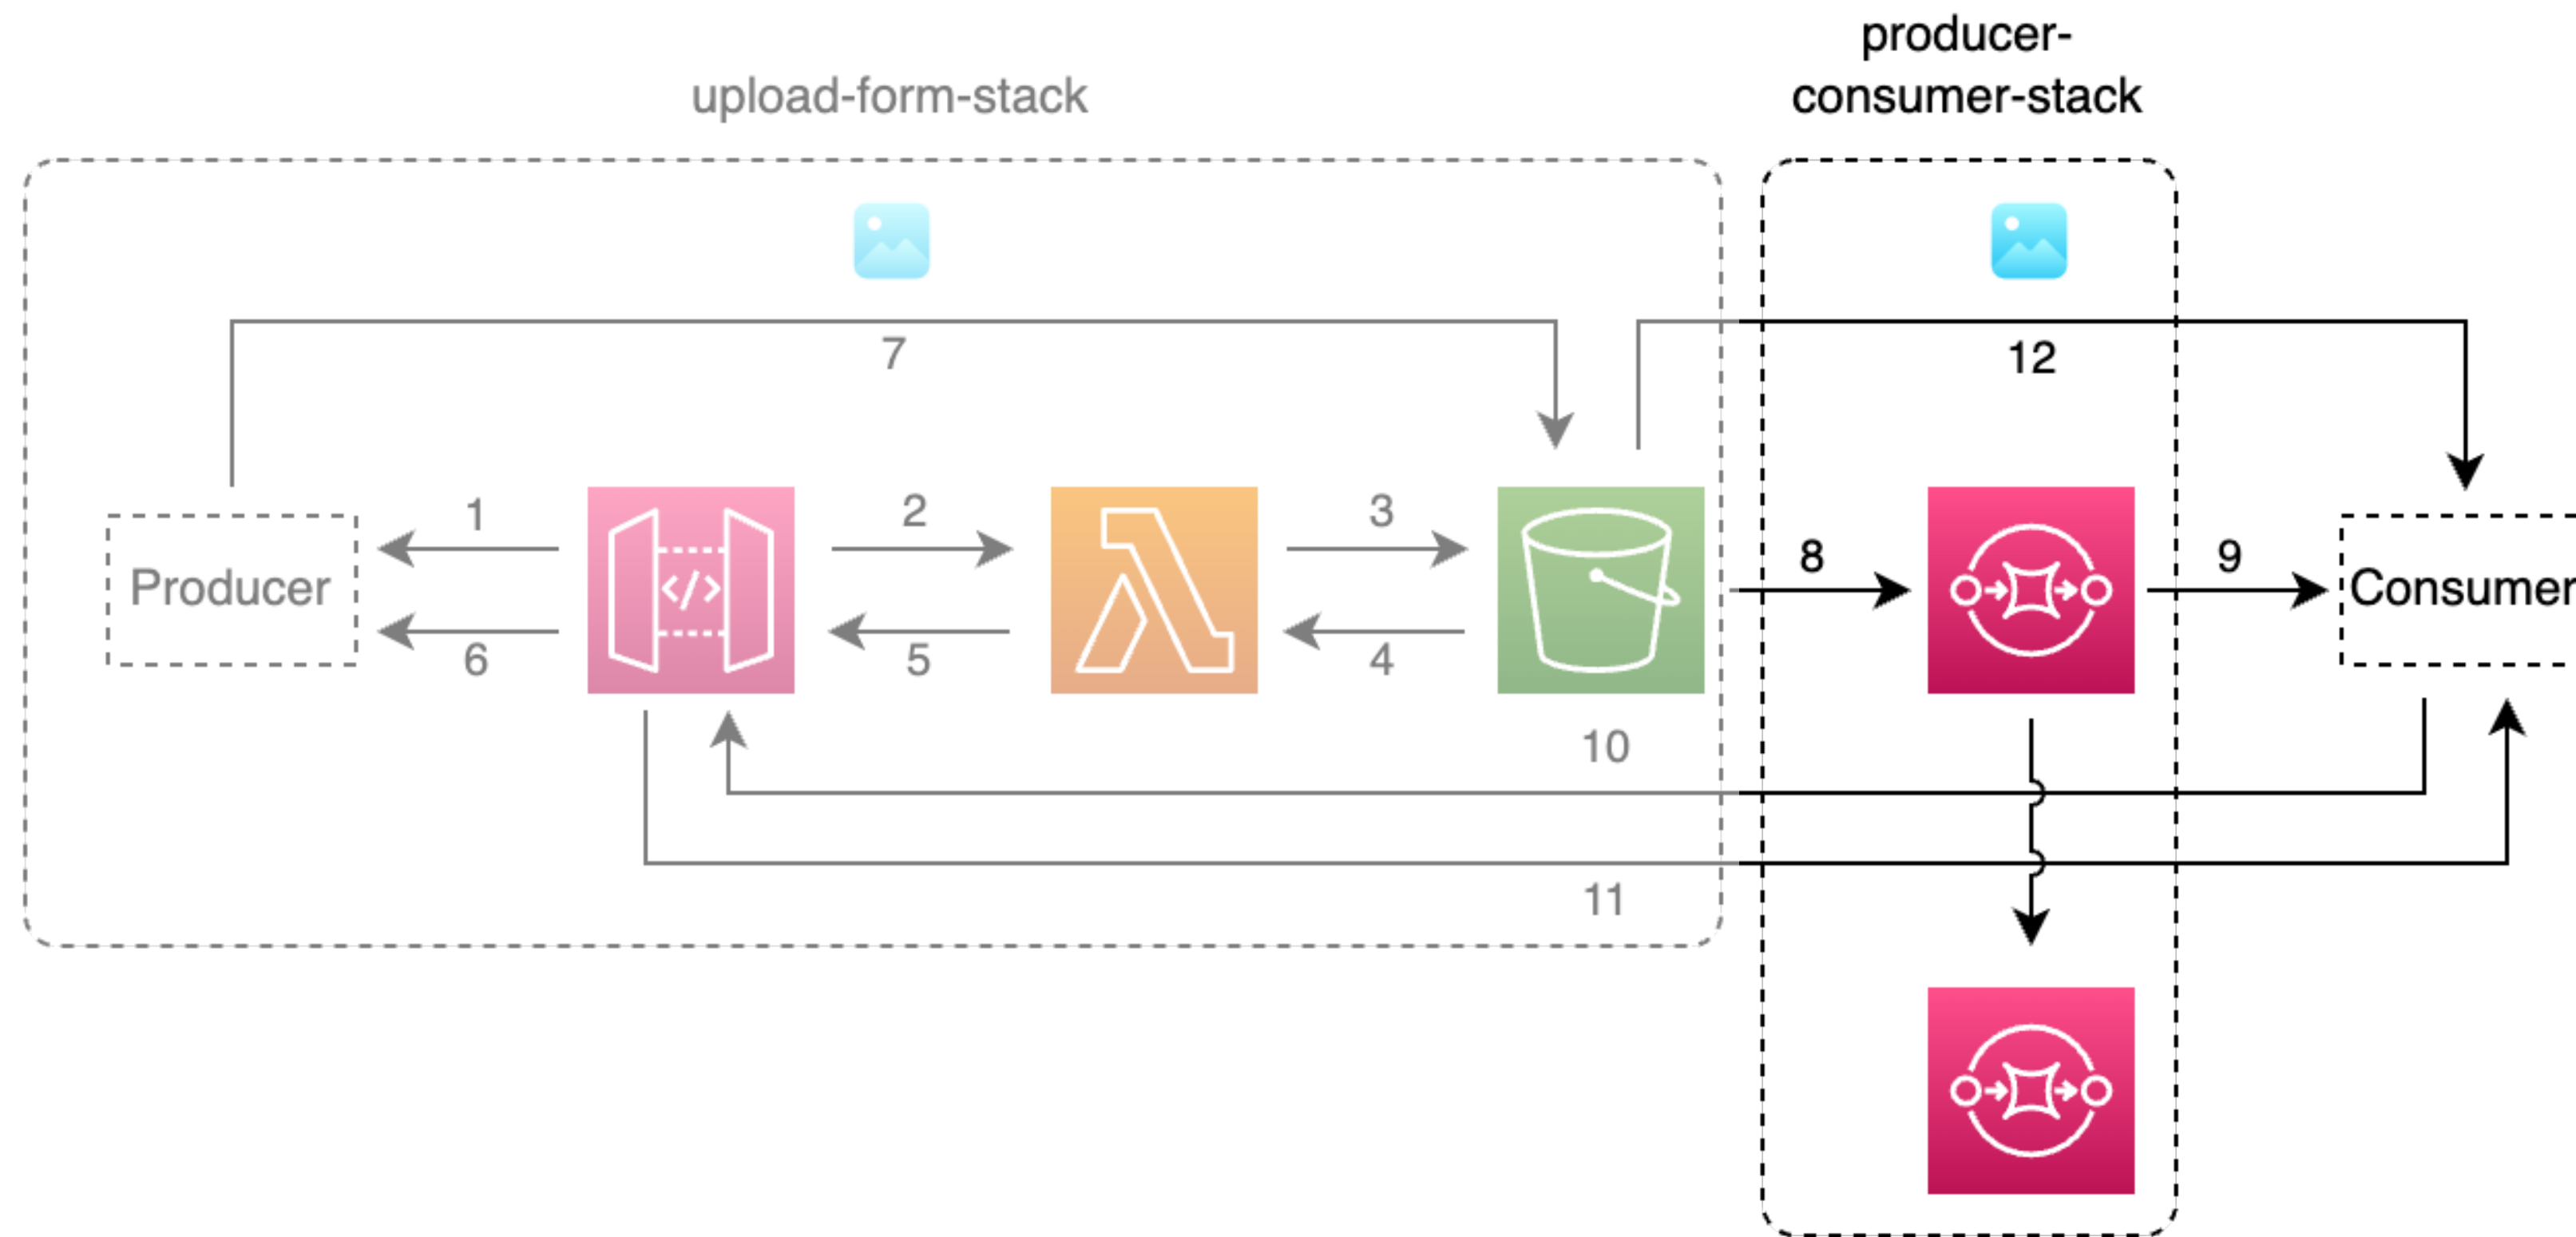 producer-
upload-form-stack
consumer-stack
7
12
1
2
3
8
9
Producer
</>
Consumer
6
5
4
10
11